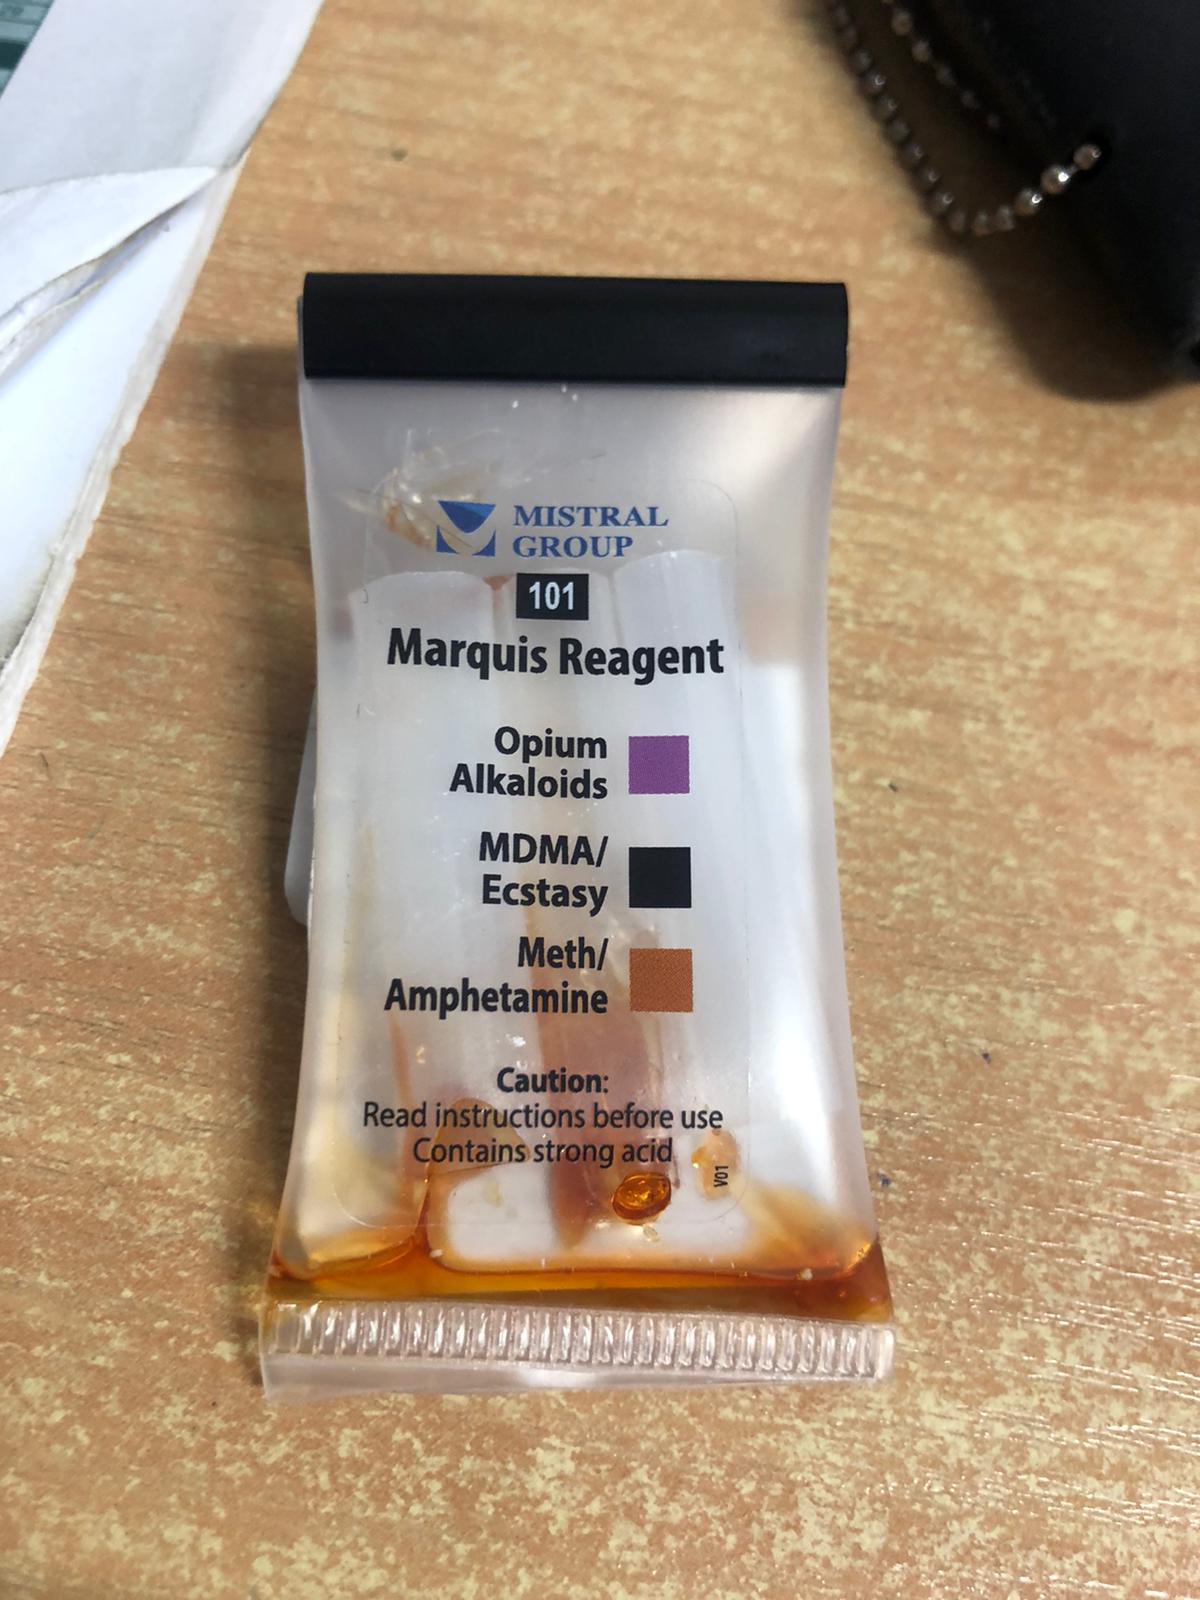 MISTRAL
GROUP
101
Marquis Reagent
Opium
Alkaloids
MDMA/
Ecstasy
Meth/
Amphetamine
Caution:
Read instructions before use
Contains strong acid
V01